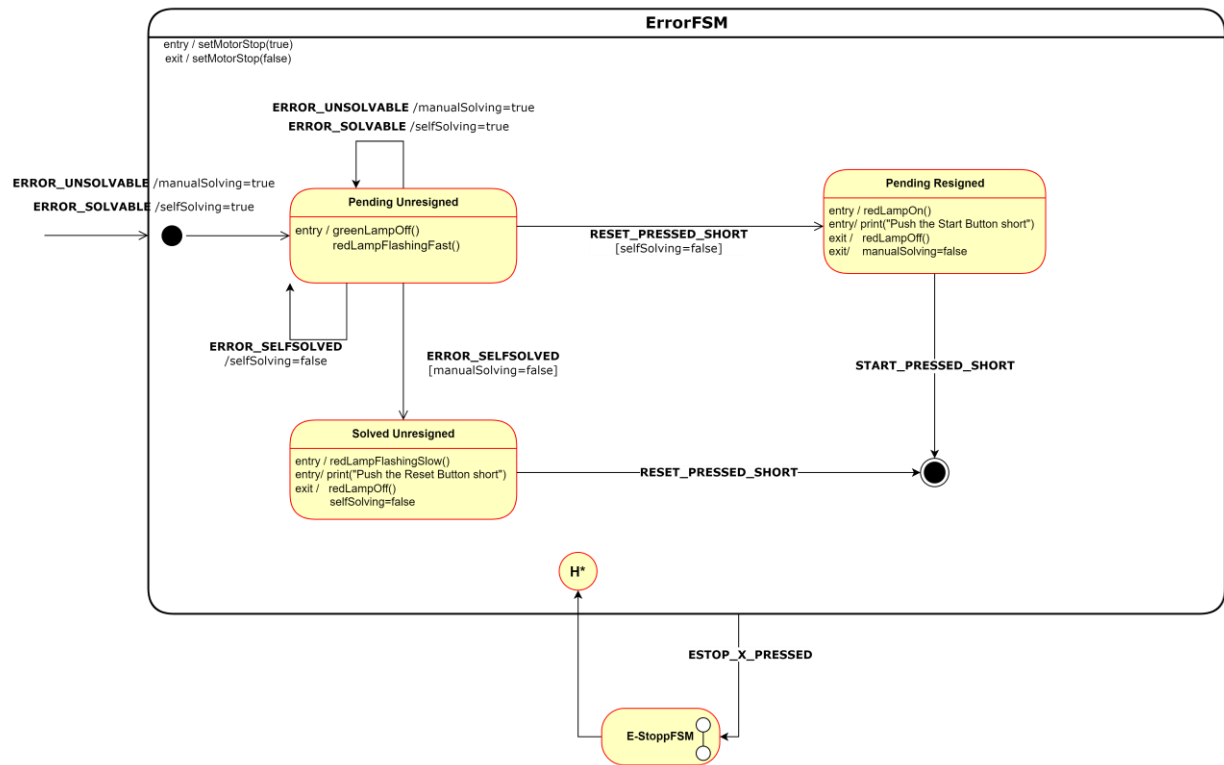 ErrorFSM
entry / setMotorStop(true)
exit / setMotorStop(false)
ERROR_UNSOLVABLE /manualSolving=true
ERROR_SOLVABLE /selfSolving=true
ERROR_UNSOLVABLE /manualSolving=true
ERROR_SOLVABLE /selfSolving=true
Pending Unresigned
entry / greenLampOff()
redLampFlashingFast()
RESET_PRESSED_SHORT
[selfSolving=false]
Pending Resigned
entry / redLampOn()
entry/ print("Push the Start Button short")
exit / redLampOff()
exit/ manualSolving=false
ERROR_SELFSOLVED
/selfSolving=false
ERROR_SELFSOLVED
[manualSolving=false]
START_PRESSED_SHORT
Solved Unresigned
entry / redLampFlashingSlow()
entry/ print("Push the Reset Button short")
exit / redLampOff()
selfSolving=false
RESET_PRESSED_SHORT
H*
ESTOP_X_PRESSED
E-StoppFSM